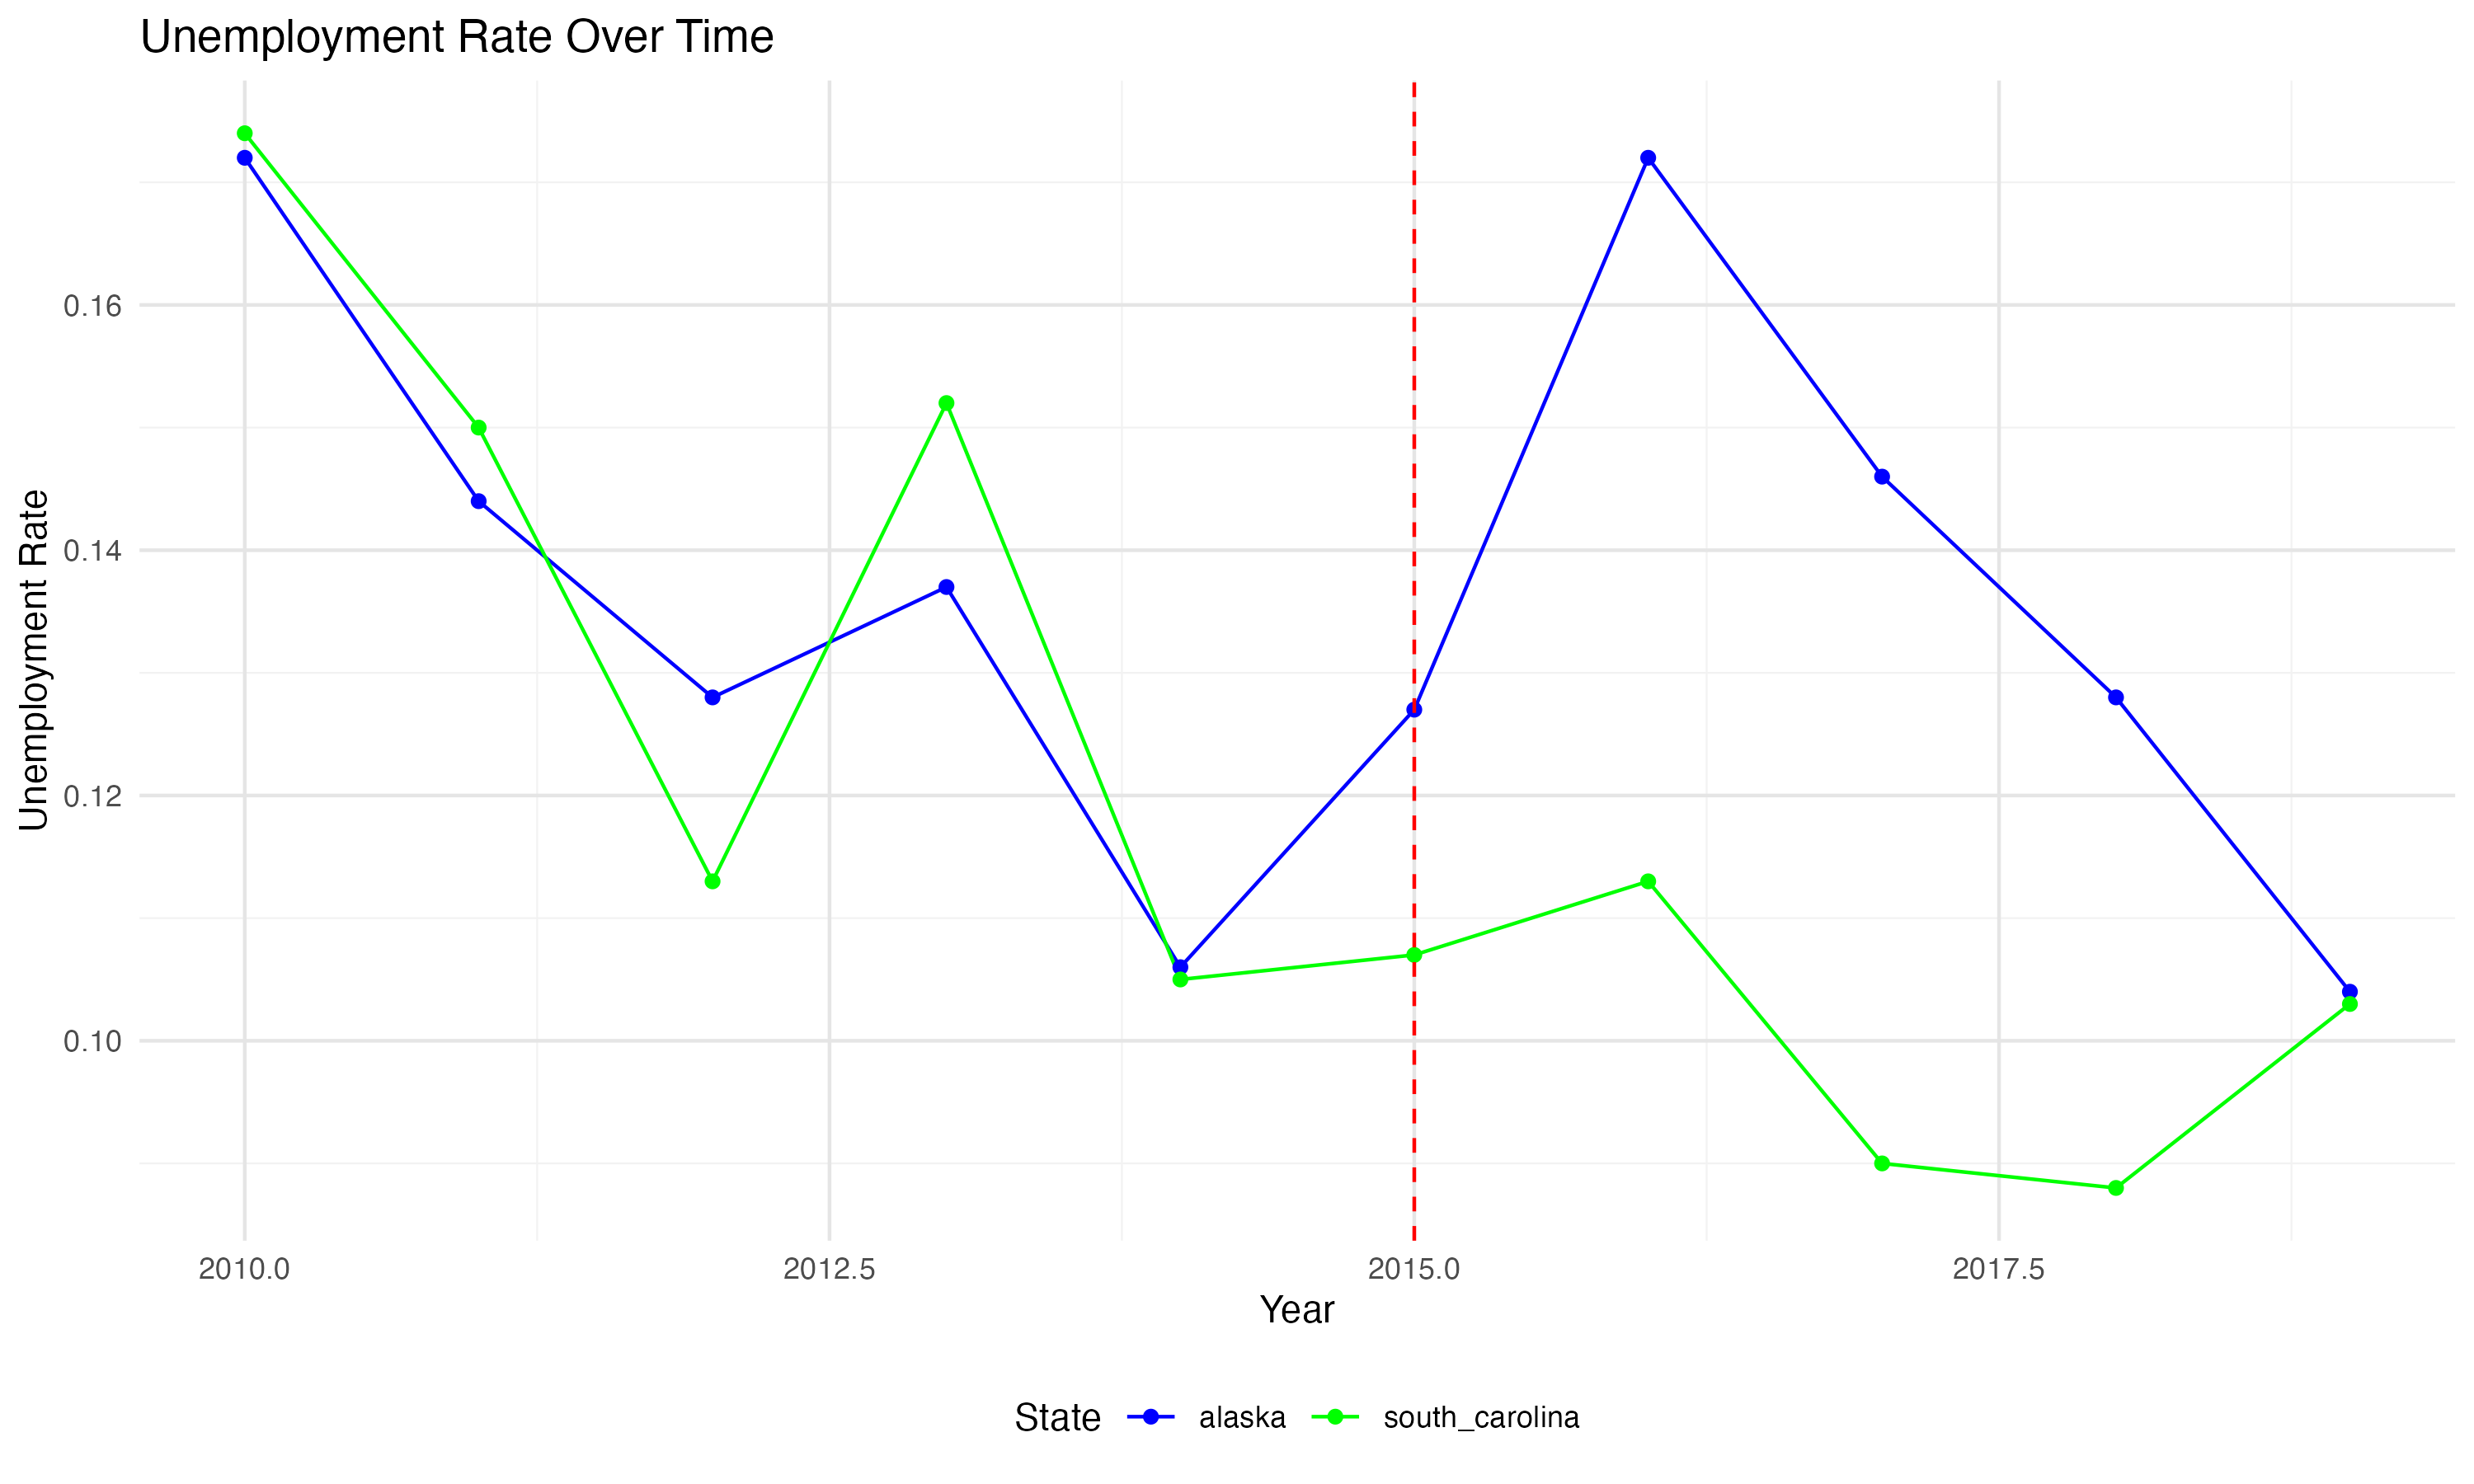 Unemployment Rate Over Time
Unemployment Rate
0.16
0.14
0.12
0.10
2010.0 2012.5 2015.0 2017.5
Year
State alaska south_carolina